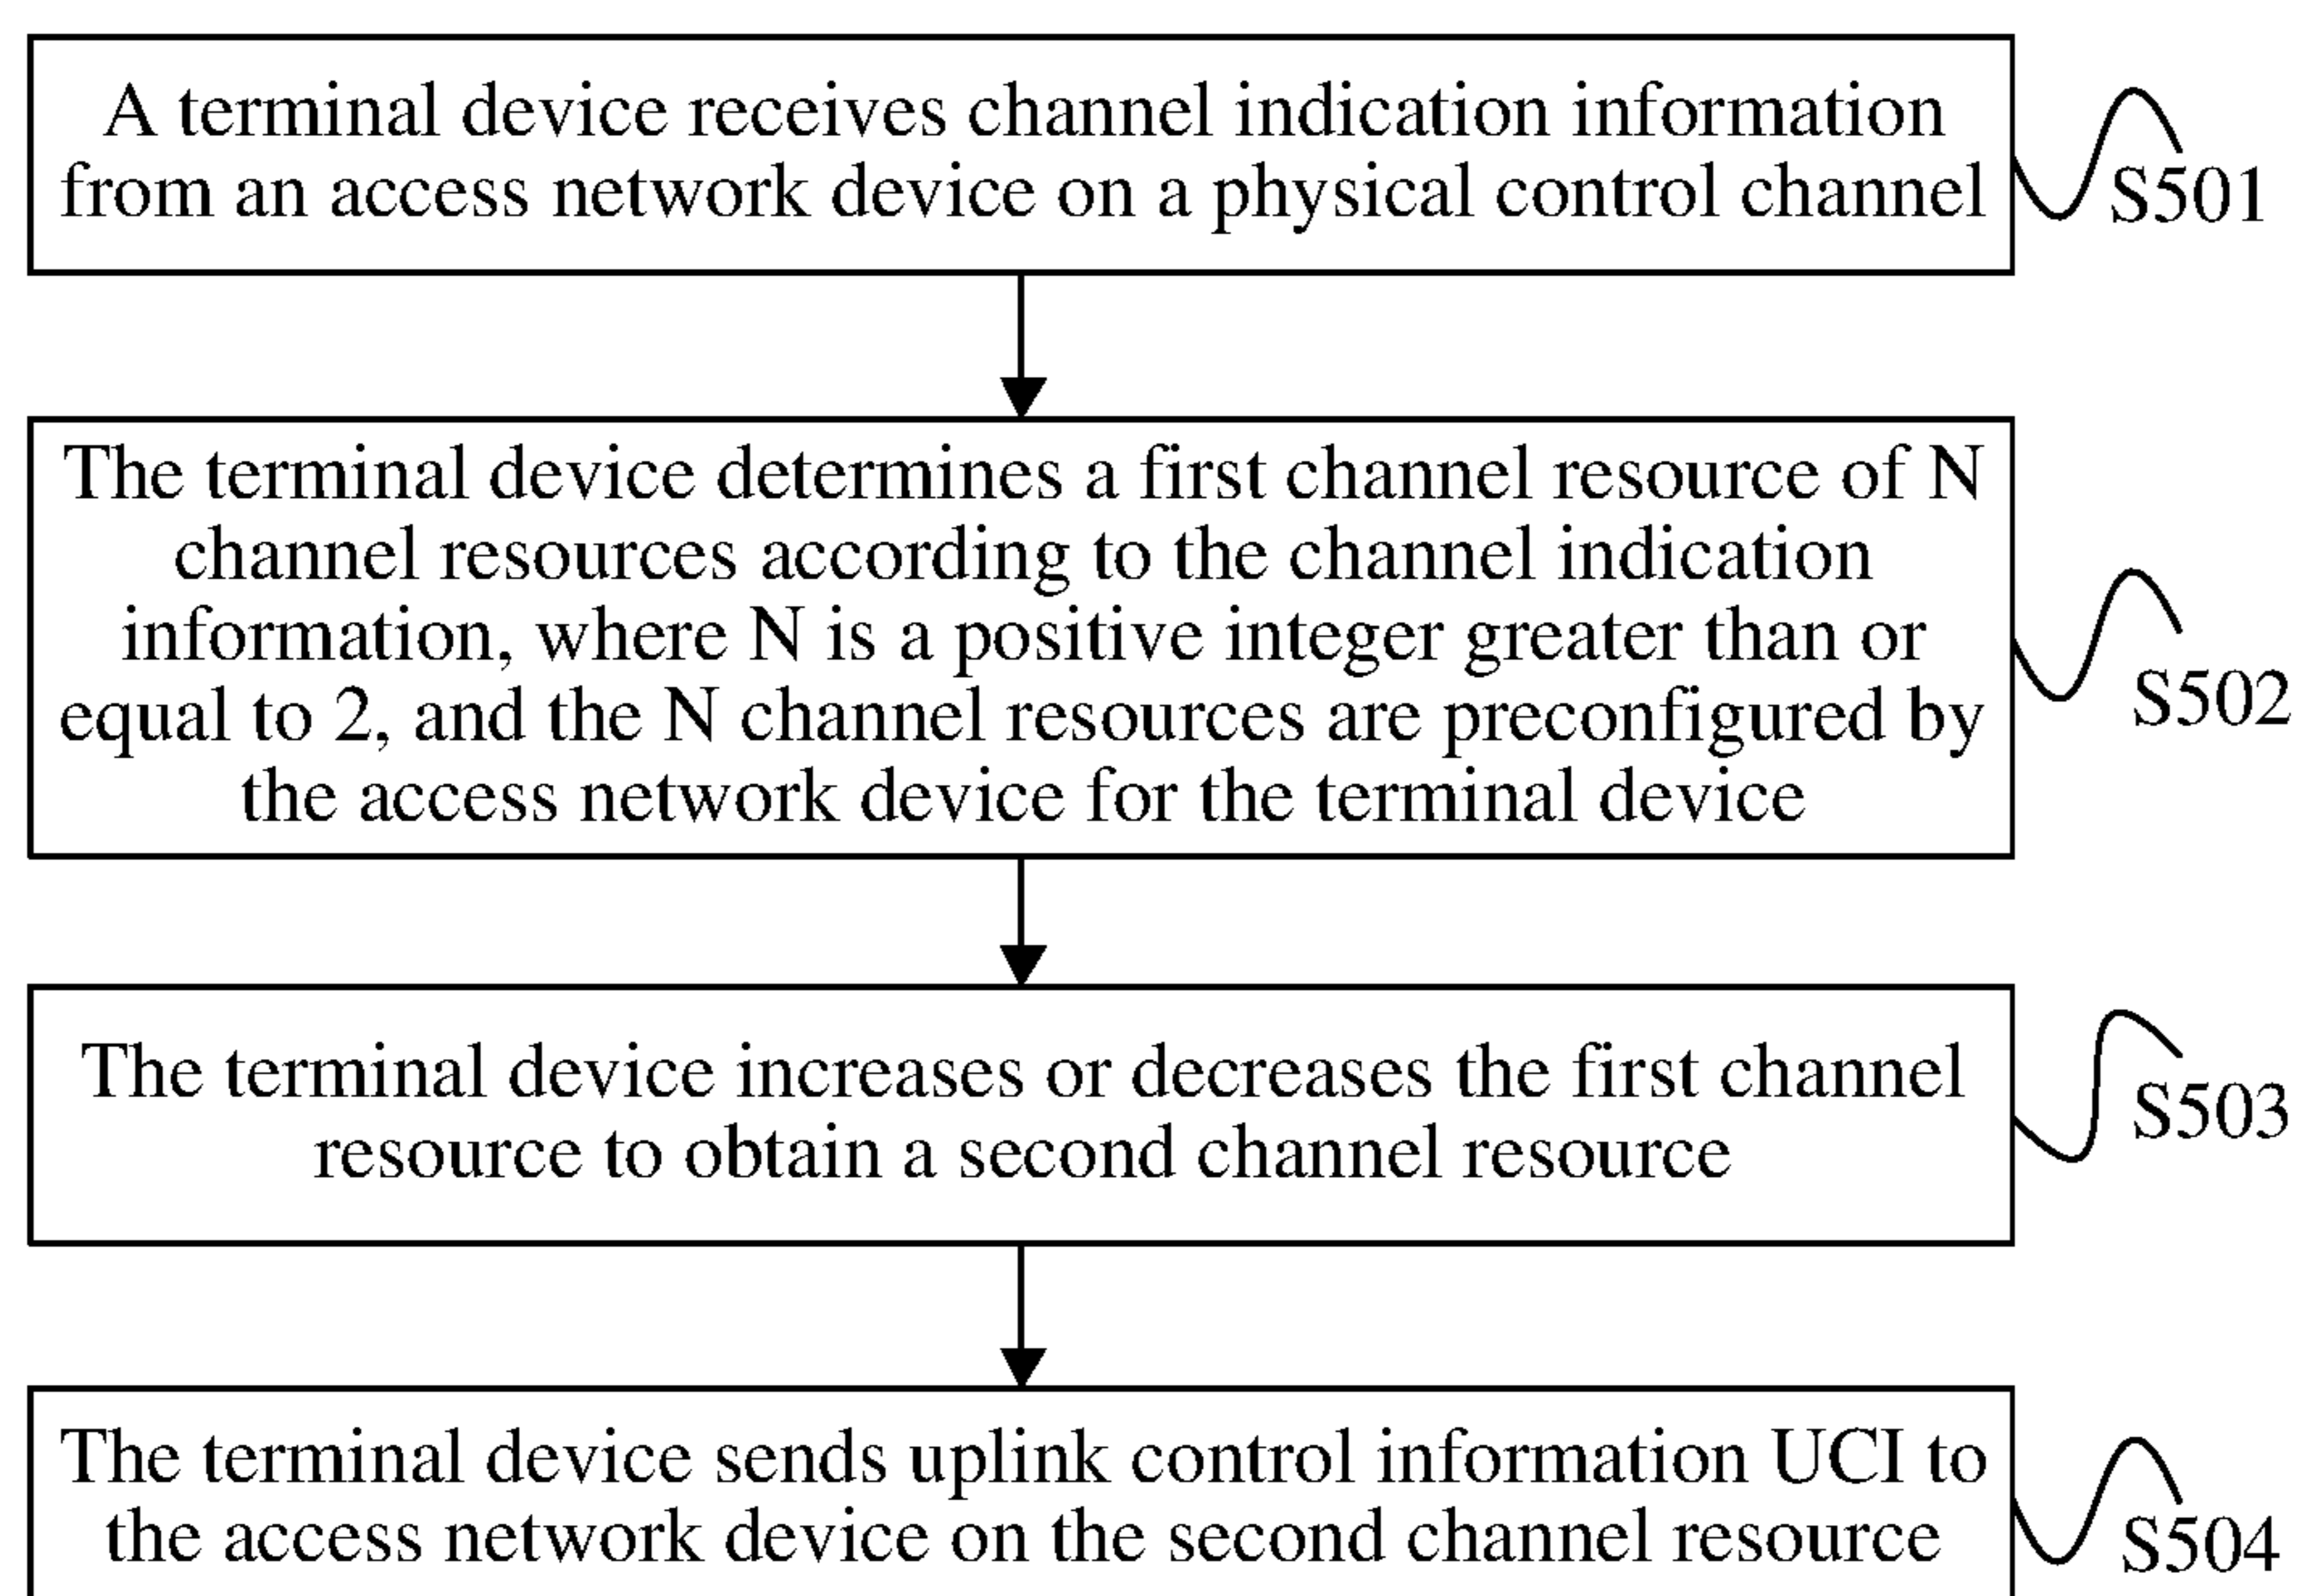 A terminal device receives channel indication information
from an access network device on a physical control channel
S501
The terminal device determines a first channel resource of N
channel resources according to the channel indication
information, where N is a positive integer greater than or
equal to 2, and the N channel resources are preconfigured by
the access network device for the terminal device
S502
The terminal device increases or decreases the first channel
resource to obtain a second channel resource
S503
The terminal device sends uplink control information UCI to
the access network device on the second channel resource
S504